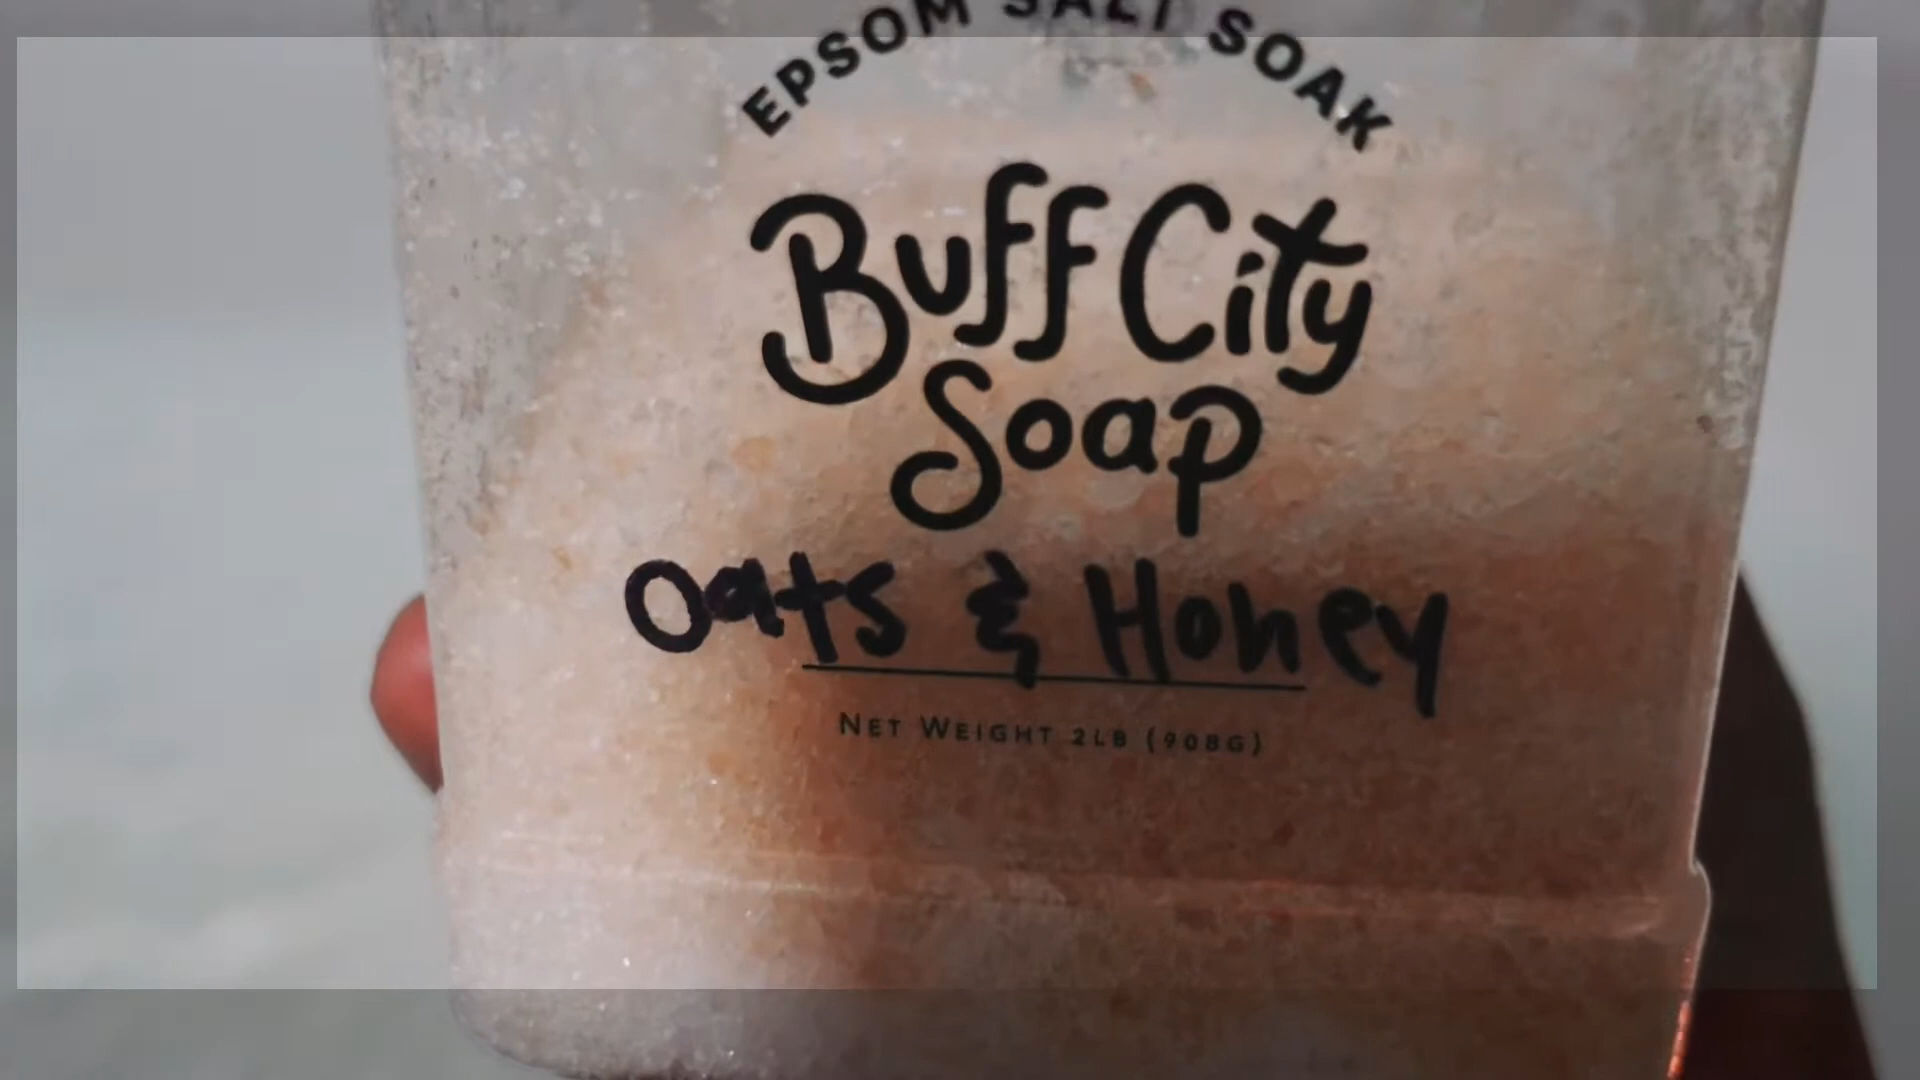 EPSOM SALT SOAK
Buff City
Soap
Oats & Honey
NET WEIGHT 2LB (908G)